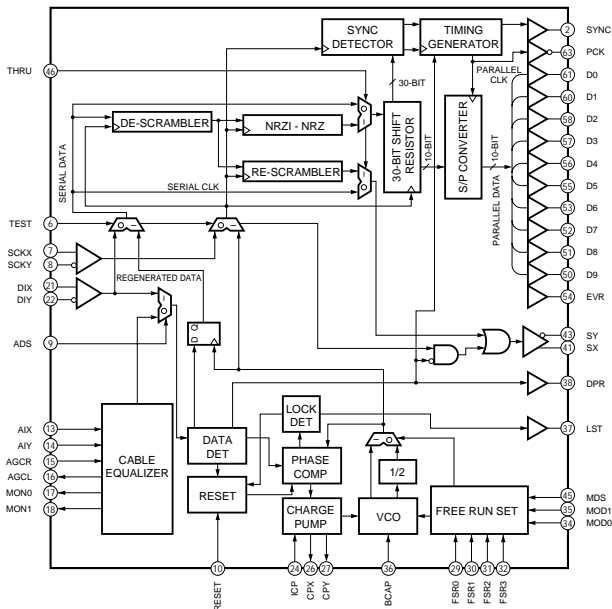 SYNC DETECTOR
TIMING GENERATOR
2 SYNC
63 PCK
PARALLEL CLK
THRU 46
30-BIT
61 D0
60 D1
58 D2
57 D3
56 D4
55 D5
53 D6
52 D7
51 D8
50 D9
54 EVR
DE-SCRAMBLER
NRZI - NRZ
RE-SCRAMBLER
30-BIT SHIFT RESISTOR
10-BIT
S/P CONVERTER
10-BIT
PARALLEL DATA
SERIAL DATA
SERIAL CLK
TEST 6
1 0
1 0
SCKX 7
SCKY 8
REGENERATED DATA
DIX 21
DIY 22
ADS 9
D Q
43 SY
41 SX
38 DPR
37 LST
AIX 13
AIY 14
AGCR 15
AGCL 16
MON0 17
MON1 18
CABLE EQUALIZER
DATA DET
LOCK DET
PHASE COMP
RESET
CHARGE PUMP
1/2
VCO
FREE RUN SET
45 MDS
35 MOD1
34 MOD0
10 RESET
24 ICP
26 CPX
27 CPY
36 BCAP
29 FSR0
30 FSR1
31 FSR2
32 FSR3